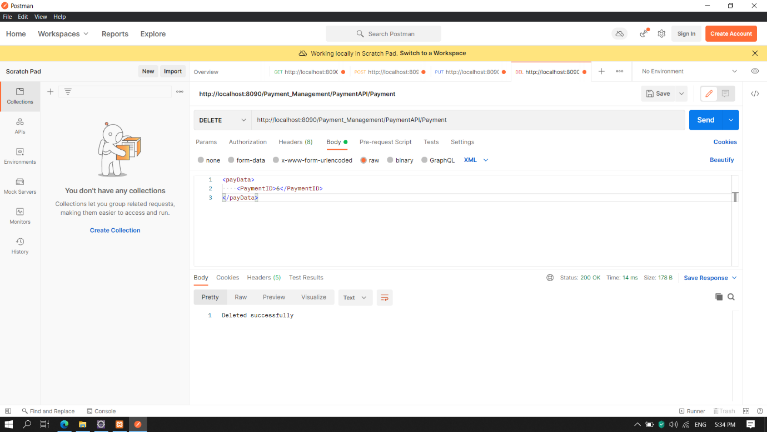 Postman
File Edit View Help
Home Workspaces Reports Explore Search Postman Sign In Create Account
Working locally in Scratch Pad. Switch to a Workspace
Scratch Pad New Import Overview GET http://localhost:809( POST http://localhost:809 PUT http://localhost:809( DEL http://localhost:809( No Environment
http://localhost:8090/Payment_Management/PaymentAPI/Payment Save
DELETE http://localhost:8090/Payment_Management/PaymentAPI/Payment Send
Params Authorization Headers (8) Body Pre-request Script Tests Settings Cookies
none form-data x-www-form-urlencoded raw binary GraphQL XML Beautify
1 <payData>
2 <PaymentID>6</PaymentID>
3 </payData>
Collections
APIs
Environments
Mock Servers
Monitors
History
You don't have any collections
Collections let you group related requests,
making them easier to access and run.
Create Collection
Body Cookies Headers (5) Test Results Status: 200 OK Time: 14 ms Size: 178 B Save Response
Pretty Raw Preview Visualize Text
1 Deleted successfully
Find and Replace Console Runner Trash
ENG 5:34 PM